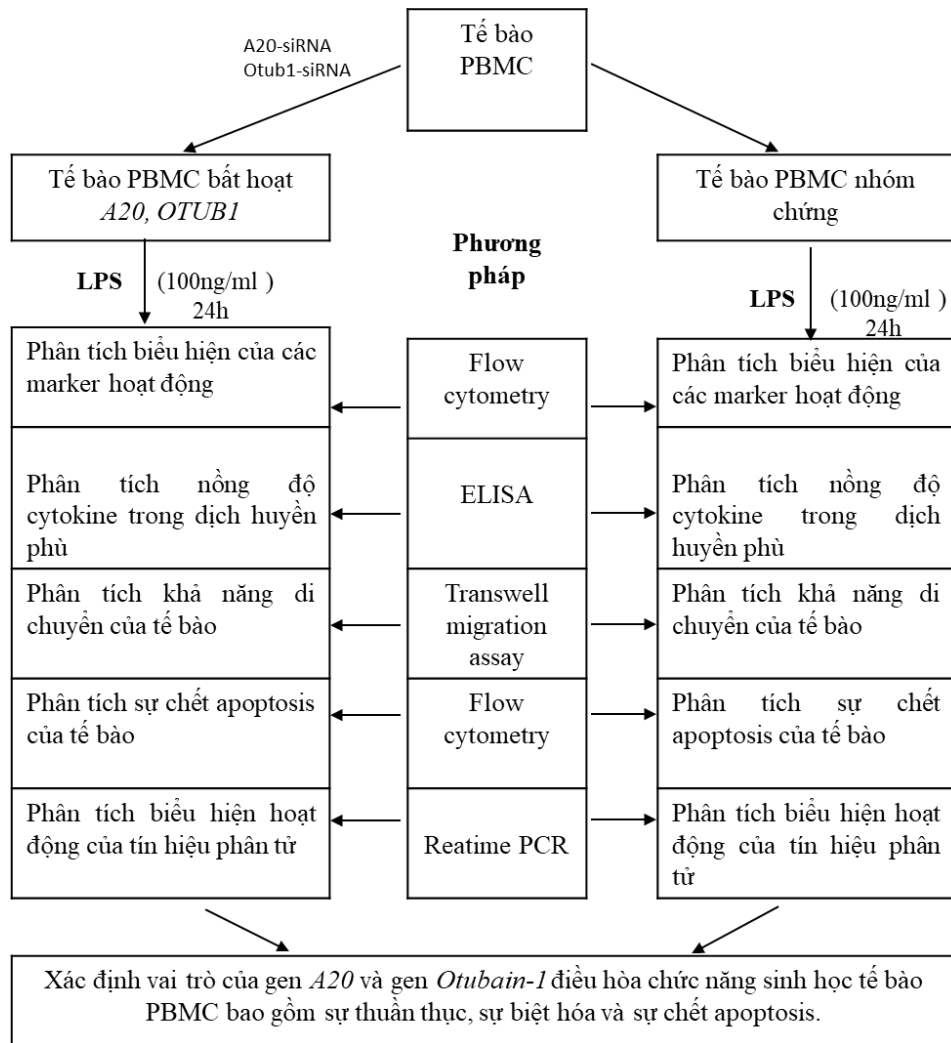 A20-siRNA
Otub1-siRNA
Tế bào
PBMC
Tế bào PBMC bất hoạt
A20, OTUB1
Tế bào PBMC nhóm
chứng
Phương
pháp
LPS (100ng/ml )
24h
LPS (100ng/ml )
24h
Phân tích biểu hiện của các
marker hoạt động
Flow
cytometry
Phân tích biểu hiện của
các marker hoạt động
Phân tích nồng độ
cytokine trong dịch huyền
phù
ELISA
Phân tích nồng độ
cytokine trong dịch
huyền phù
Phân tích khả năng di
chuyển của tế bào
Transwell
migration
assay
Phân tích khả năng di
chuyển của tế bào
Phân tích sự chết apoptosis
của tế bào
Flow
cytometry
Phân tích sự chết
apoptosis của tế bào
Phân tích biểu hiện hoạt
động của tín hiệu phân tử
Reatime PCR
Phân tích biểu hiện hoạt
động của tín hiệu phân
tử
Xác định vai trò của gen A20 và gen Otubain-1 điều hòa chức năng sinh học tế bào
PBMC bao gồm sự thuần thục, sự biệt hóa và sự chết apoptosis.